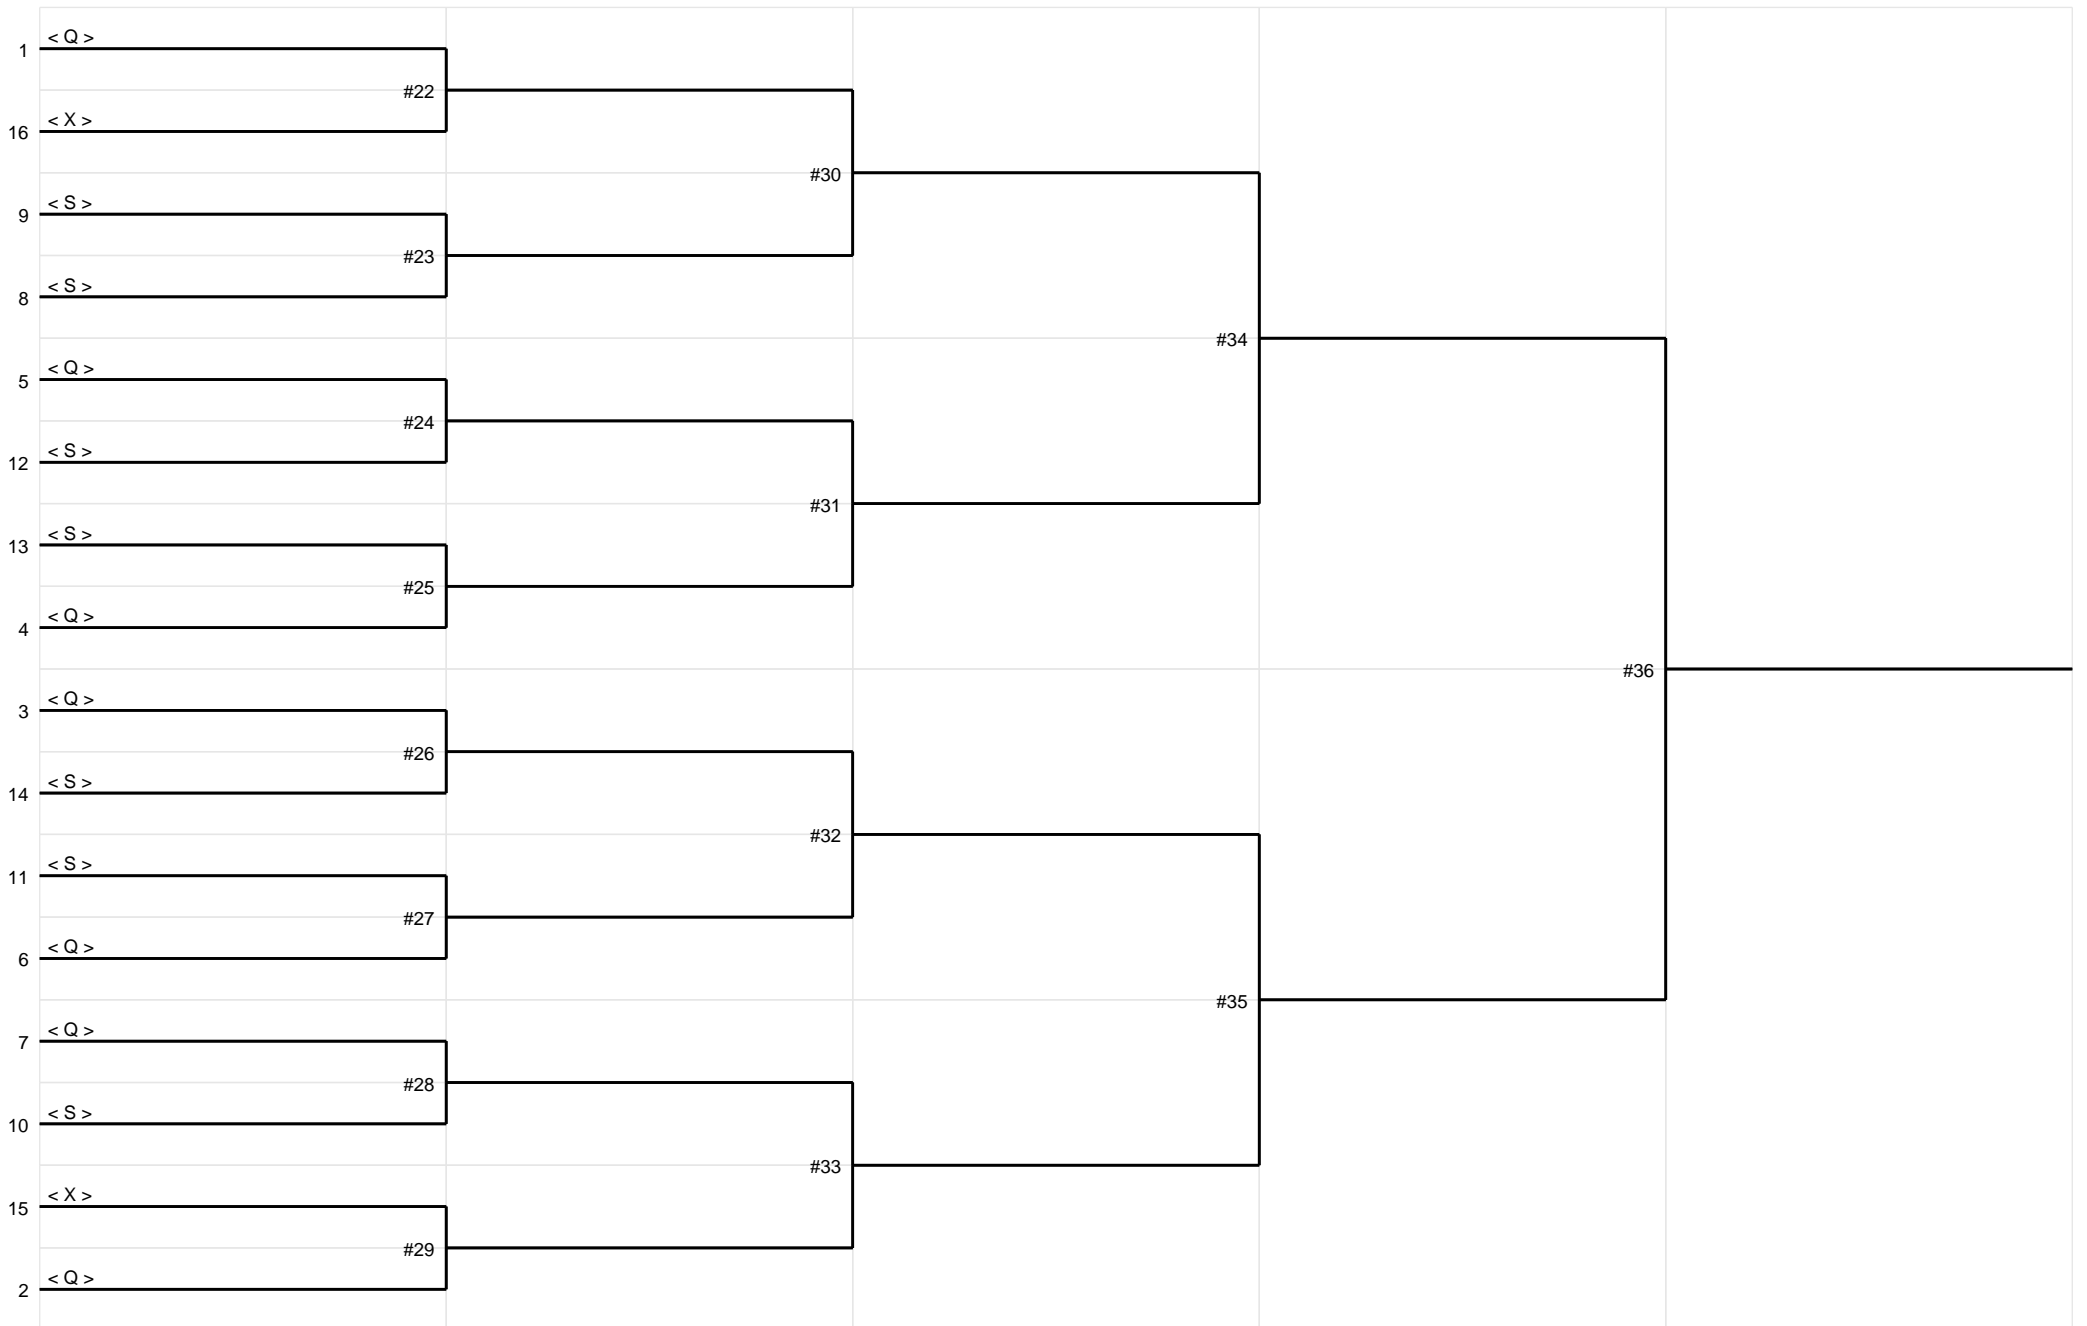 < Q >
1
#22
< X >
16
#30
< S >
9
#23
< S >
8
#34
< Q >
5
#24
< S >
12
#31
< S >
13
#25
< Q >
4
#36
< Q >
3
#26
< S >
14
#32
< S >
11
#27
< Q >
6
#35
< Q >
7
#28
< S >
10
#33
< X >
15
#29
< Q >
2